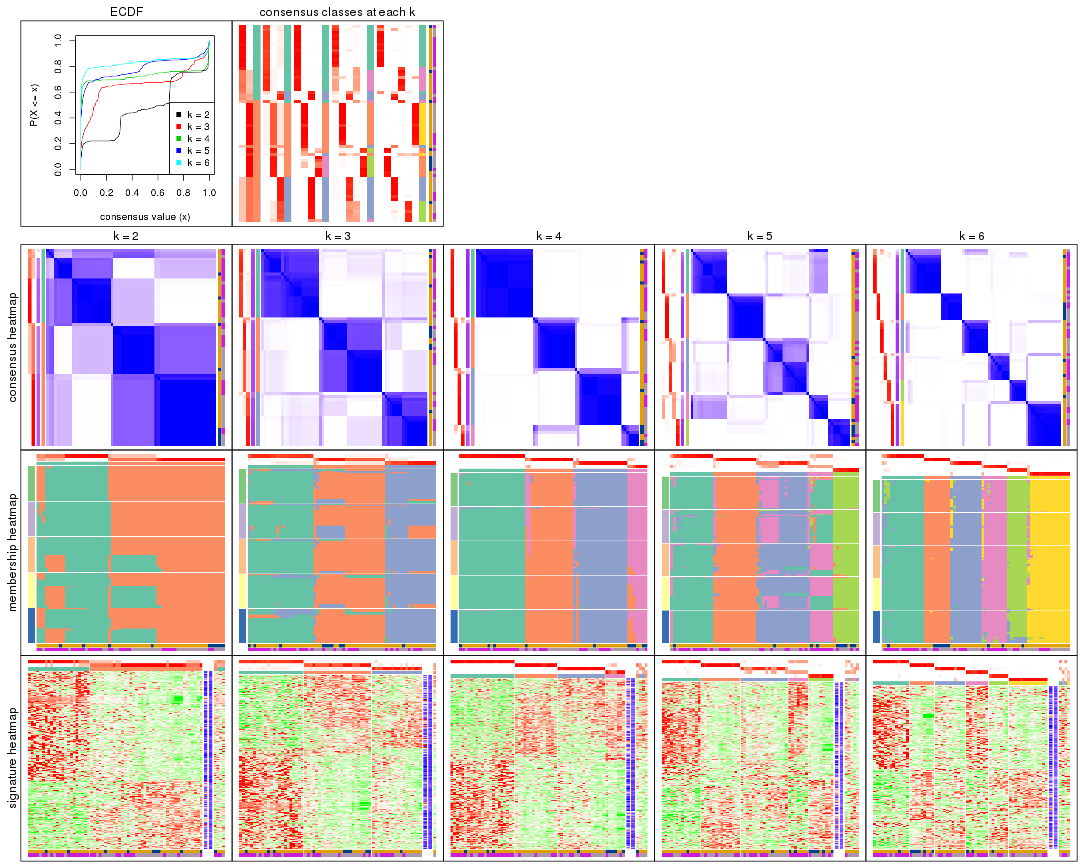 ECDF
consensus classes at each k
P(X <= x)
0.0
0.2
0.4
0.6
0.8
1.0
k = 2
k = 3
k = 4
k = 5
k = 6
0.0 0.2 0.4 0.6 0.8 1.0
consensus value (x)
k = 2
k = 3
k = 4
k = 5
k = 6
consensus heatmap
membership heatmap
signature heatmap